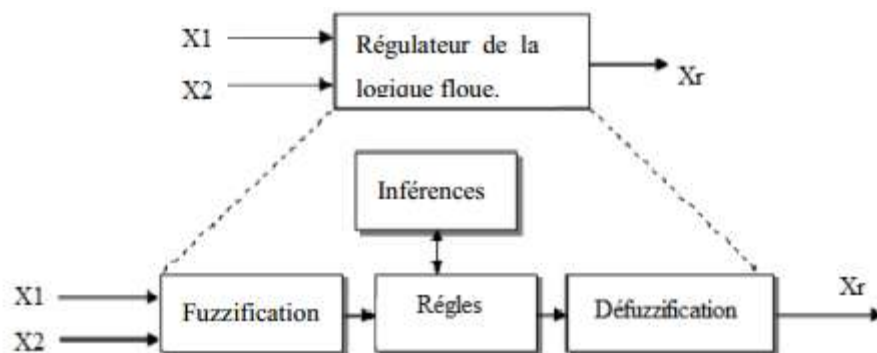 X1
Régulateur de la
X2
logique floue.
Xr
Inférences
X1
Xr
Fuzzification
Régles
Défuzzification
X2